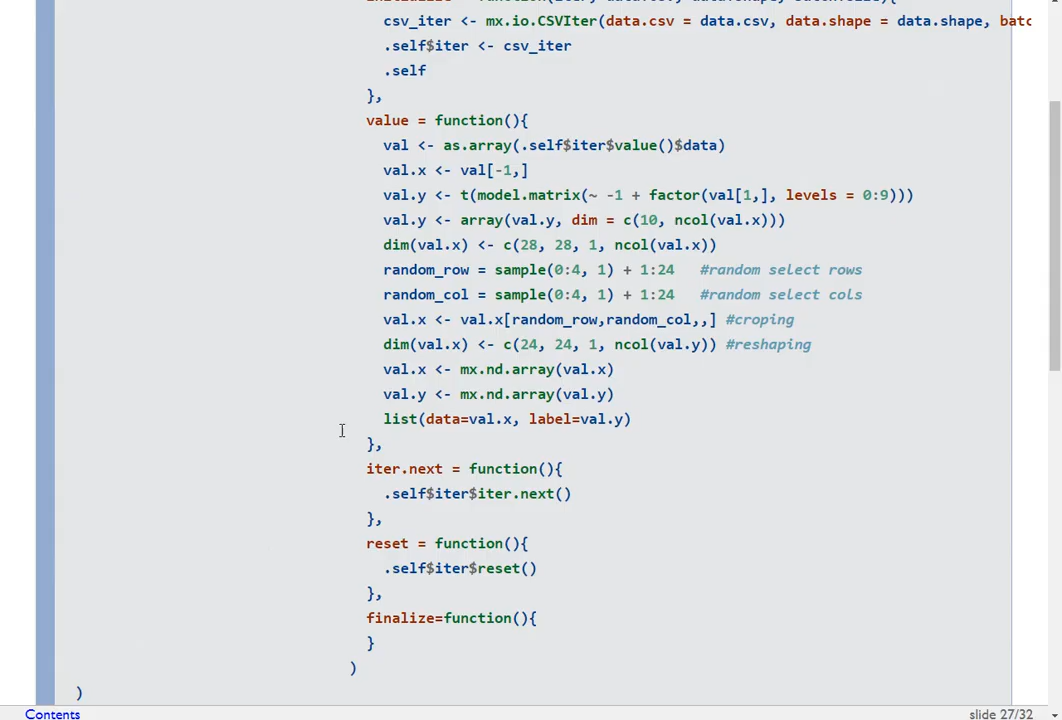 csv_iter <- mx.io.CSVIter(data.csv = data.csv, data.shape = data.shape, batc
.self$iter <- csv_iter
.self
},
value = function(){
val <- as.array(.self$iter$value()$data)
val.x <- val[-1,]
val.y <- t(model.matrix(~ -1 + factor(val[1,], levels = 0:9)))
val.y <- array(val.y, dim = c(10, ncol(val.x)))
dim(val.x) <- c(28, 28, 1, ncol(val.x))
random_row = sample(0:4, 1) + 1:24 #random select rows
random_col = sample(0:4, 1) + 1:24 #random select cols
val.x <- val.x[random_row,random_col,,] #croping
dim(val.x) <- c(24, 24, 1, ncol(val.y)) #reshaping
val.x <- mx.nd.array(val.x)
val.y <- mx.nd.array(val.y)
list(data=val.x, label=val.y)
},
iter.next = function(){
.self$iter$iter.next()
},
reset = function(){
.self$iter$reset()
},
finalize=function(){
}
)
)
Contents slide 27/32